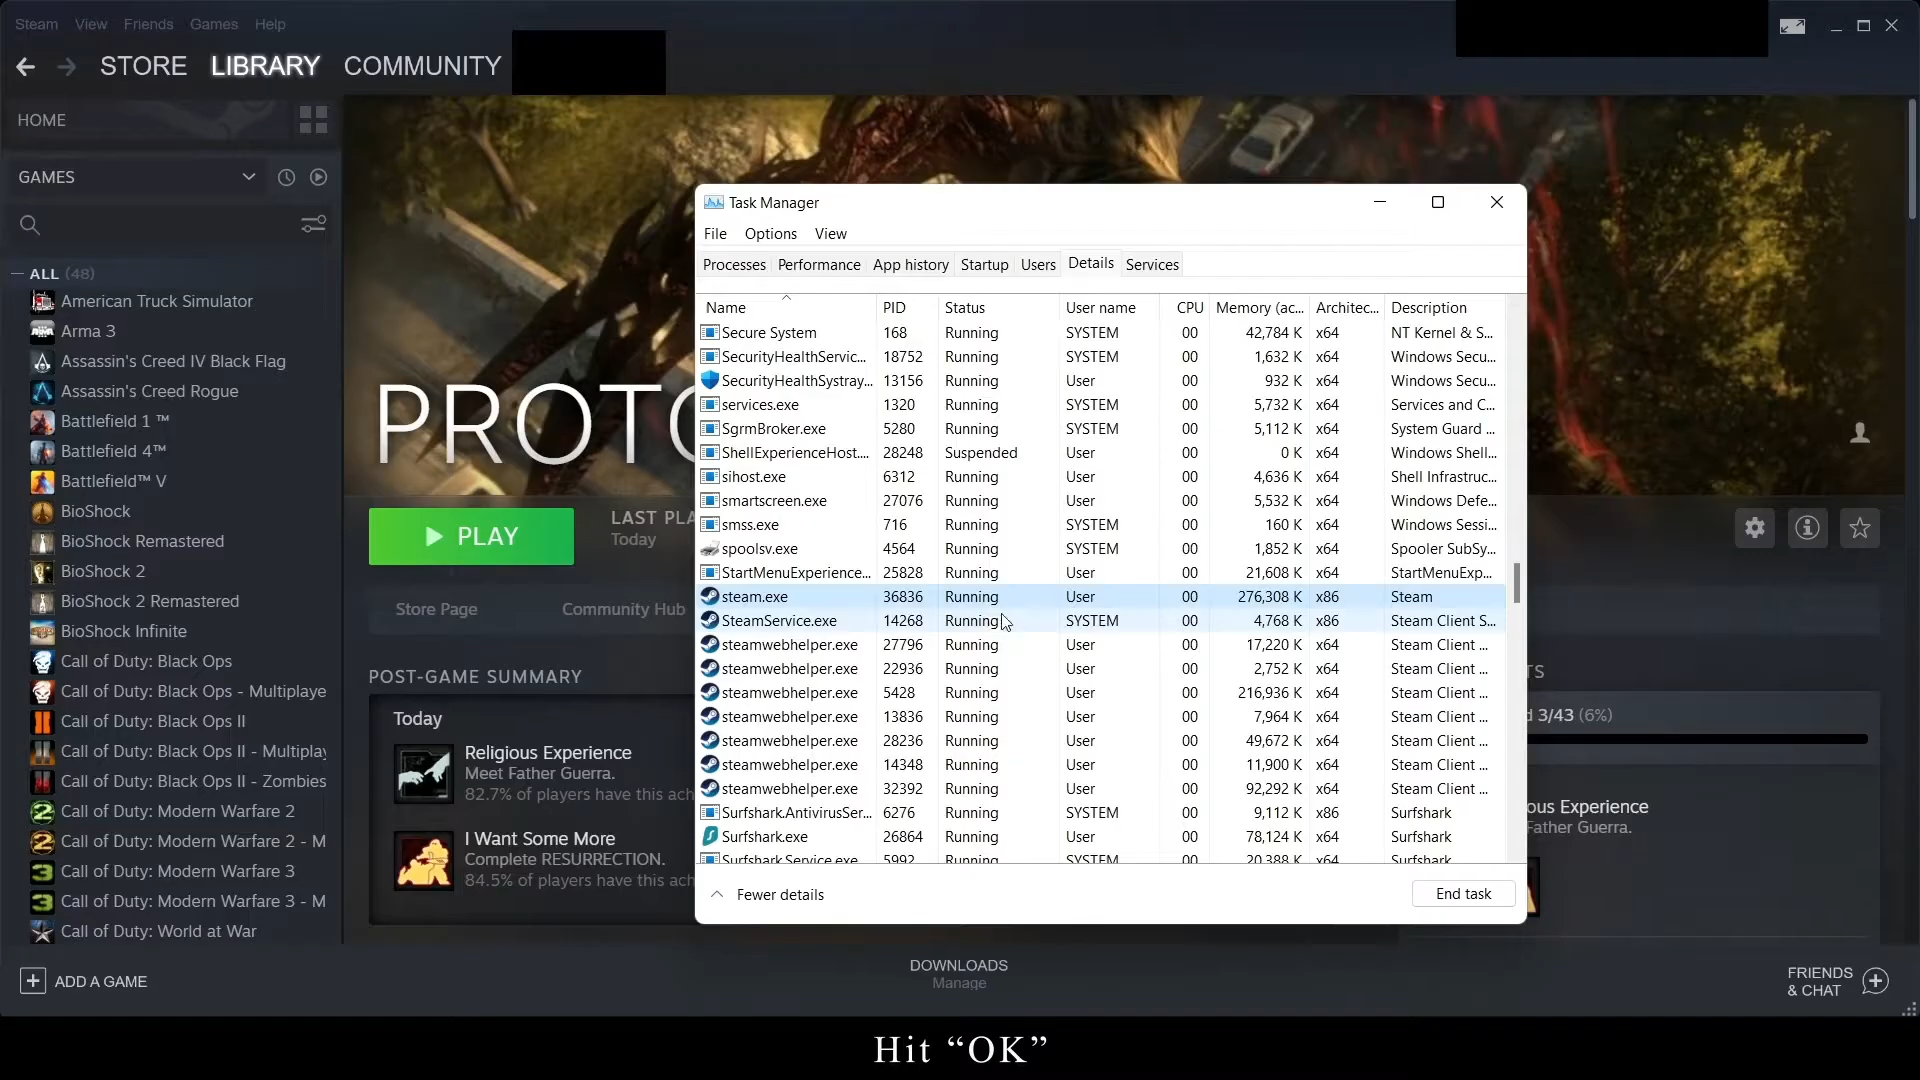 Steam View Friends Games Help
STORE LIBRARY COMMUNITY
HOME
GAMES
ALL (48)
American Truck Simulator
Arma 3
Assassin's Creed IV Black Flag
Assassin's Creed Rogue
Battlefield 1 ™
Battlefield 4™
Battlefield™ V
BioShock
BioShock Remastered
BioShock 2
BioShock 2 Remastered
BioShock Infinite
Call of Duty: Black Ops
Call of Duty: Black Ops - Multiplaye
Call of Duty: Black Ops II
Call of Duty: Black Ops II - Multiplay
Call of Duty: Black Ops II - Zombies
Call of Duty: Modern Warfare 2
Call of Duty: Modern Warfare 2 - M
Call of Duty: Modern Warfare 3
Call of Duty: Modern Warfare 3 - M
Call of Duty: World at War
ADD A GAME
PROTO
PLAY
LAST PLA
Today
Store Page Community Hub
POST-GAME SUMMARY
Today
Religious Experience
Meet Father Guerra.
82.7% of players have this ach
I Want Some More
Complete RESURRECTION.
84.5% of players have this ach
Task Manager
File Options View
Processes Performance App history Startup Users Details Services
Name PID Status User name CPU Memory (ac... Architec... Description
Secure System 168 Running SYSTEM 00 42,784 K x64 NT Kernel & S...
SecurityHealthServic... 18752 Running SYSTEM 00 1,632 K x64 Windows Secu...
SecurityHealthSystray... 13156 Running User 00 932 K x64 Windows Secu...
services.exe 1320 Running SYSTEM 00 5,732 K x64 Services and C...
SgrmBroker.exe 5280 Running SYSTEM 00 5,112 K x64 System Guard ...
ShellExperienceHost.... 28248 Suspended User 00 0 K x64 Windows Shell...
sihost.exe 6312 Running User 00 4,636 K x64 Shell Infrastruc...
smartscreen.exe 27076 Running User 00 5,532 K x64 Windows Defe...
smss.exe 716 Running SYSTEM 00 160 K x64 Windows Sessi...
spoolsv.exe 4564 Running SYSTEM 00 1,852 K x64 Spooler SubSy...
StartMenuExperience... 25828 Running User 00 21,608 K x64 StartMenuExp...
steam.exe 36836 Running User 00 276,308 K x86 Steam
SteamService.exe 14268 Running SYSTEM 00 4,768 K x86 Steam Client S...
steamwebhelper.exe 27796 Running User 00 17,220 K x64 Steam Client ...
steamwebhelper.exe 22936 Running User 00 2,752 K x64 Steam Client ...
steamwebhelper.exe 5428 Running User 00 216,936 K x64 Steam Client ...
steamwebhelper.exe 13836 Running User 00 7,964 K x64 Steam Client ...
steamwebhelper.exe 28236 Running User 00 49,672 K x64 Steam Client ...
steamwebhelper.exe 14348 Running User 00 11,900 K x64 Steam Client ...
steamwebhelper.exe 32392 Running User 00 92,292 K x64 Steam Client ...
Surfshark.AntivirusSer... 6276 Running SYSTEM 00 9,112 K x86 Surfshark
Surfshark.exe 26864 Running User 00 78,124 K x64 Surfshark
Surfshark.Service.exe 5992 Running SYSTEM 00 20,388 K x64 Surfshark
Fewer details
End task
TS
d 3/43 (6%)
ous Experience
Father Guerra.
DOWNLOADS
Manage
FRIENDS
& CHAT
Hit “OK”